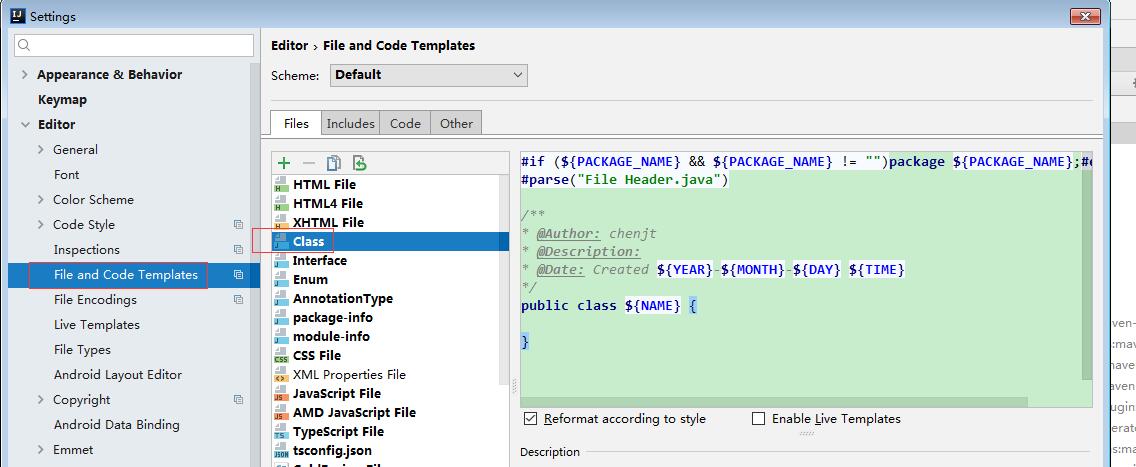 Settings
Appearance & Behavior
Keymap
Editor
General
Font
Color Scheme
Code Style
Inspections
File and Code Templates
File Encodings
Live Templates
File Types
Android Layout Editor
Copyright
Android Data Binding
Emmet
Editor › File and Code Templates
Scheme: Default
Files Includes Code Other
HTML File
HTML4 File
XHTML File
Class
Interface
Enum
AnnotationType
package-info
module-info
CSS File
XML Properties File
JavaScript File
AMD JavaScript File
TypeScript File
tsconfig.json
#if (${PACKAGE_NAME} && ${PACKAGE_NAME} != "")package ${PACKAGE_NAME};#
#parse("File Header.java")
/**
* @Author: chenjt
* @Description:
* @Date: Created ${YEAR}-${MONTH}-${DAY} ${TIME}
*/
public class ${NAME} {
}
Reformat according to style
Enable Live Templates
Description